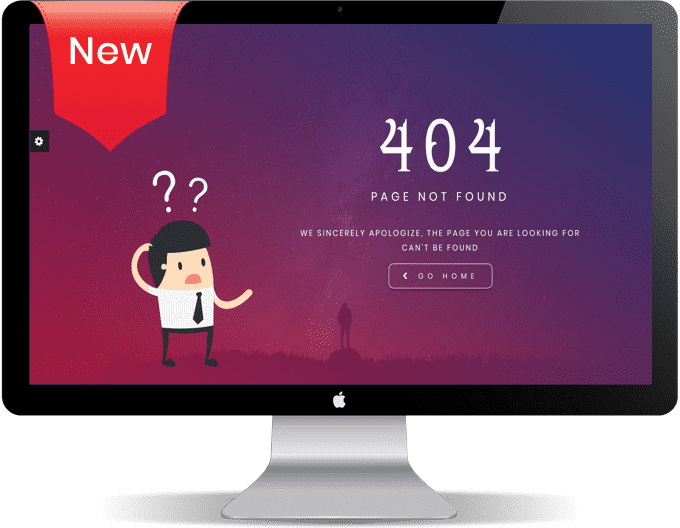 New
404
PAGE NOT FOUND
WE SINCERELY APOLOGIZE, THE PAGE YOU ARE LOOKING FOR
CAN'T BE FOUND
GO HOME
? ?